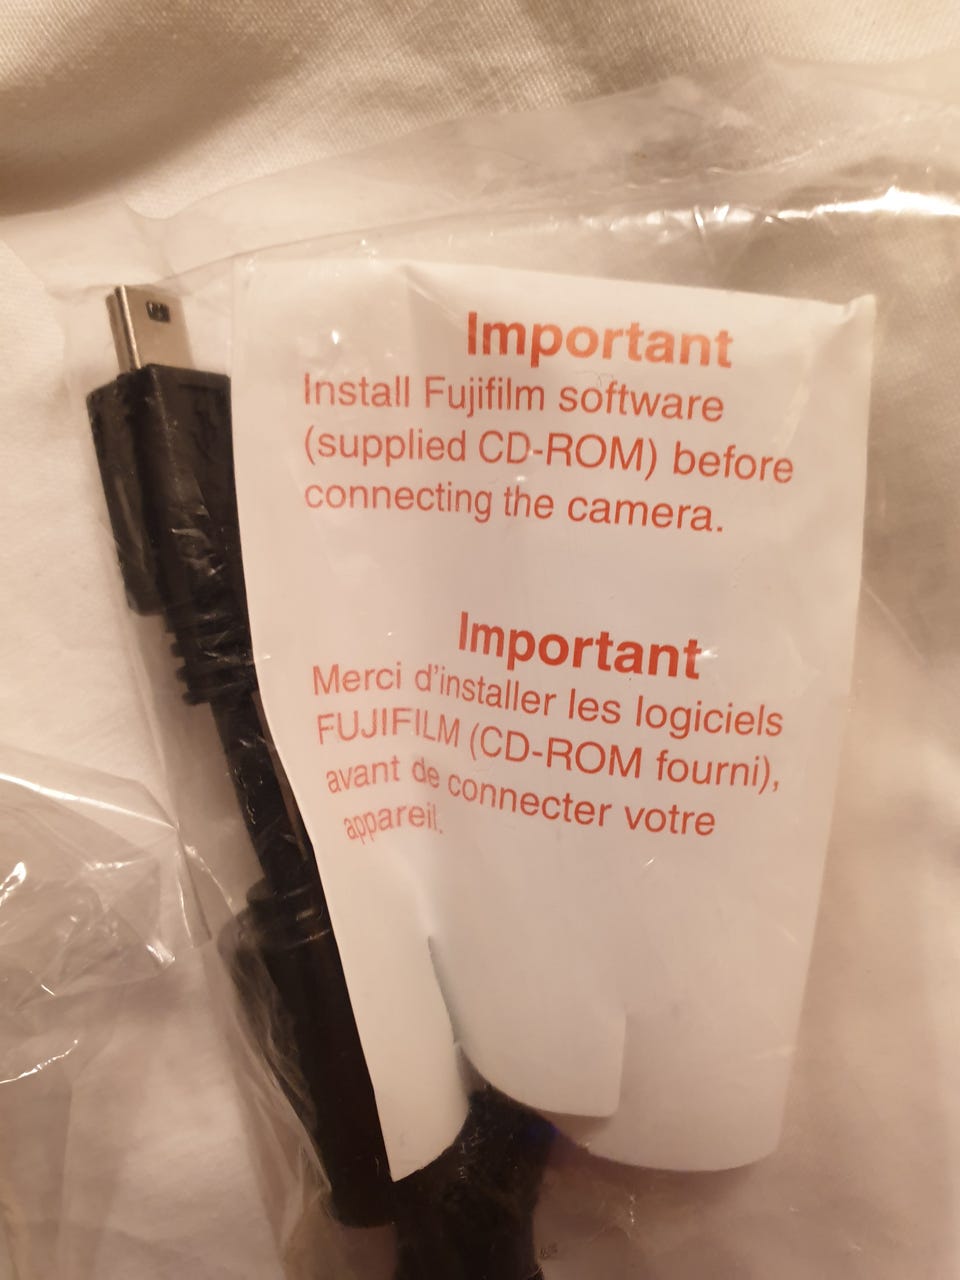 Important
Install Fujifilm software
(supplied CD-ROM) before
connecting the camera.
Important
Merci d'installer les logiciels
FUJIFILM (CD-ROM fourni),
avant de connecter votre
appareil.